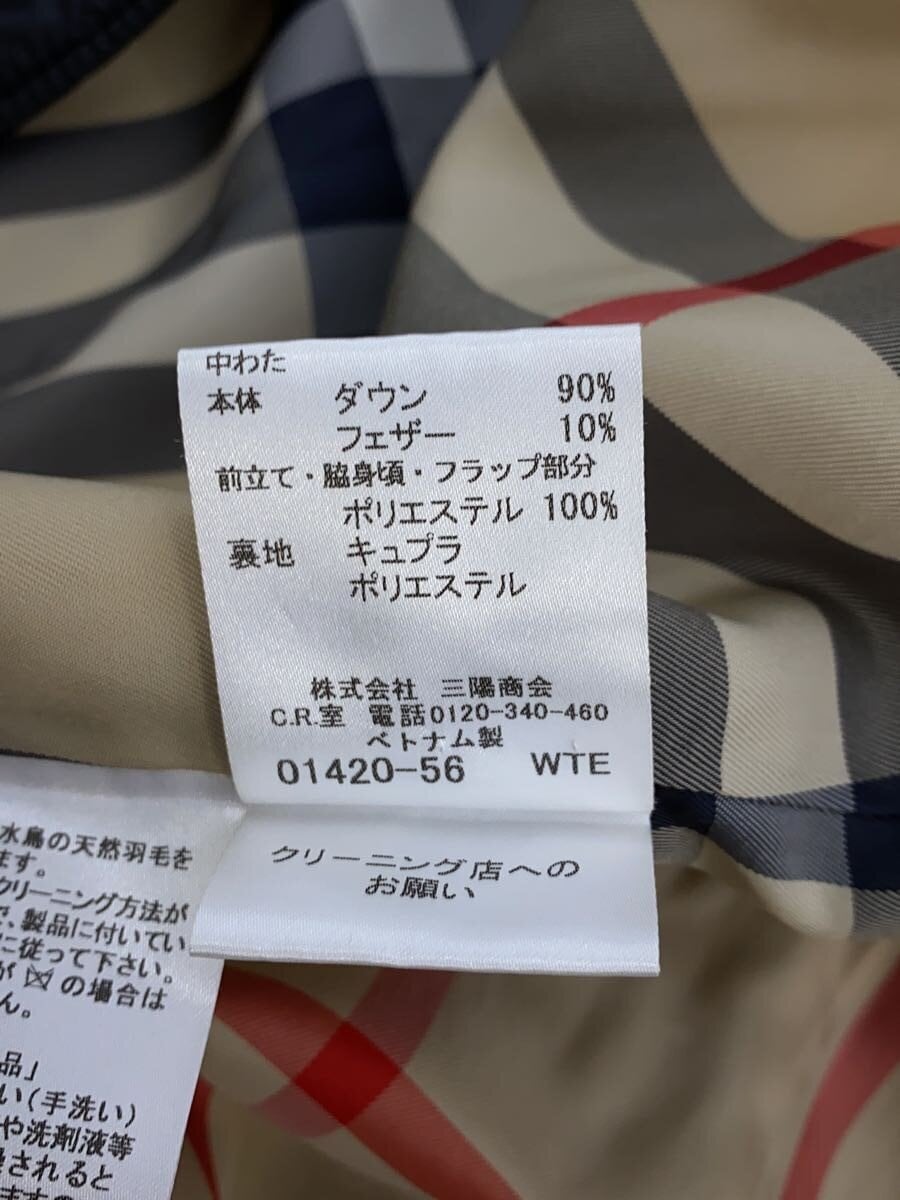 中わた
本体 ダウン 90%
フェザー 10%
前立て・脇身頃・フラップ部分
ポリエステル 100%
裏地 キュプラ
ポリエステル
株式会社 三陽商会
C.R.室 電話0120-340-460
ベトナム製
01420-56 WTE
クリーニング店への
お願い
水鳥の天然羽毛を
ます。
クリーニング方法が
で、製品に付いてい
に従って下さい。
が の場合は
ん。
品」
い(手洗い)
や洗剤液等
されると